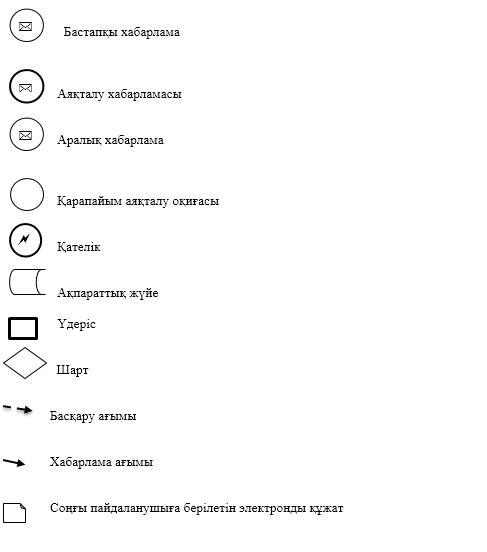 Бастапқы хабарлама
Аяқталу хабарламасы
Аралық хабарлама
Қарапайым аяқталу оқиғасы
Қателік
Ақпараттық жүйе
Үдеріс
Шарт
Басқару ағымы
Хабарлама ағымы
Соңғы пайдаланушыға берілетін электронды құжат